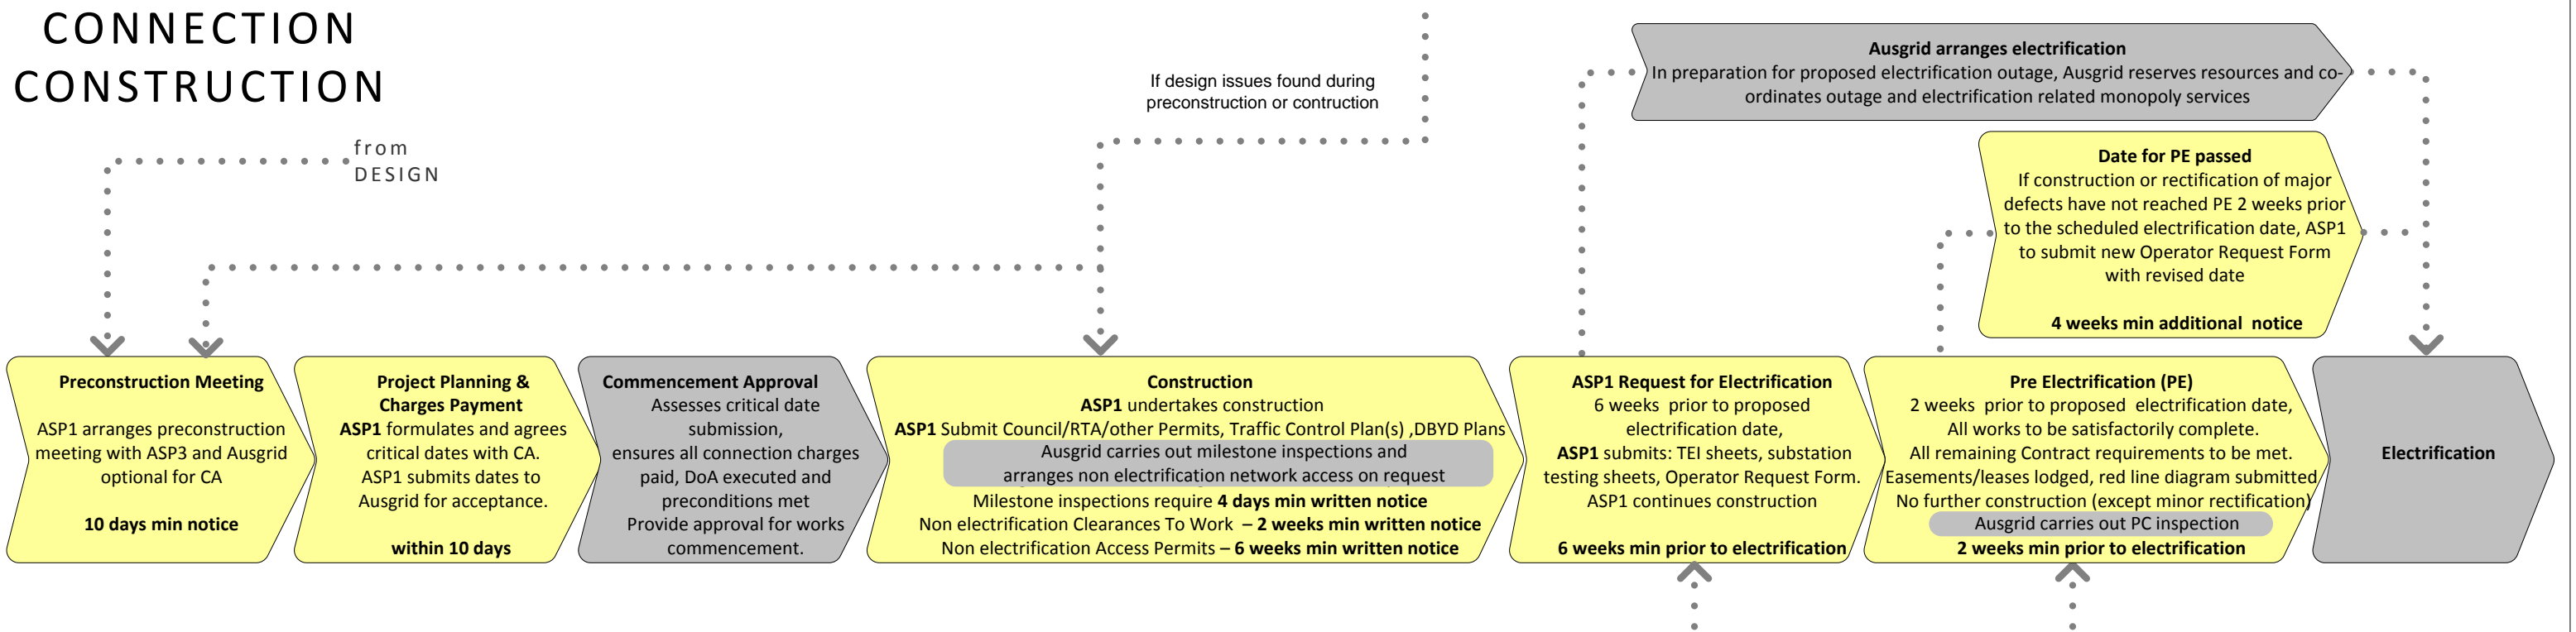 CONNECTION
CONSTRUCTION
from
DESIGN
If design issues found during
preconstruction or contruction
Ausgrid arranges electrification
In preparation for proposed electrification outage, Ausgrid reserves resources and co-
ordinates outage and electrification related monopoly services
Date for PE passed
If construction or rectification of major
defects have not reached PE 2 weeks prior
to the scheduled electrification date, ASP1
to submit new Operator Request Form
with revised date
4 weeks min additional notice
Preconstruction Meeting
ASP1 arranges preconstruction
meeting with ASP3 and Ausgrid
optional for CA
10 days min notice
Project Planning &
Charges Payment
ASP1 formulates and agrees
critical dates with CA.
ASP1 submits dates to
Ausgrid for acceptance.
within 10 days
Commencement Approval
Assesses critical date
submission,
ensures all connection charges
paid, DoA executed and
preconditions met
Provide approval for works
commencement.
Construction
ASP1 undertakes construction
ASP1 Submit Council/RTA/other Permits, Traffic Control Plan(s) ,DBYD Plans
Ausgrid carries out milestone inspections and
arranges non electrification network access on request
Milestone inspections require 4 days min written notice
Non electrification Clearances To Work – 2 weeks min written notice
Non electrification Access Permits – 6 weeks min written notice
ASP1 Request for Electrification
6 weeks prior to proposed
electrification date,
ASP1 submits: TEI sheets, substation
testing sheets, Operator Request Form.
ASP1 continues construction
6 weeks min prior to electrification
Pre Electrification (PE)
2 weeks prior to proposed electrification date,
All works to be satisfactorily complete.
All remaining Contract requirements to be met.
Easements/leases lodged, red line diagram submitted
No further construction (except minor rectification)
Ausgrid carries out PC inspection
2 weeks min prior to electrification
Electrification